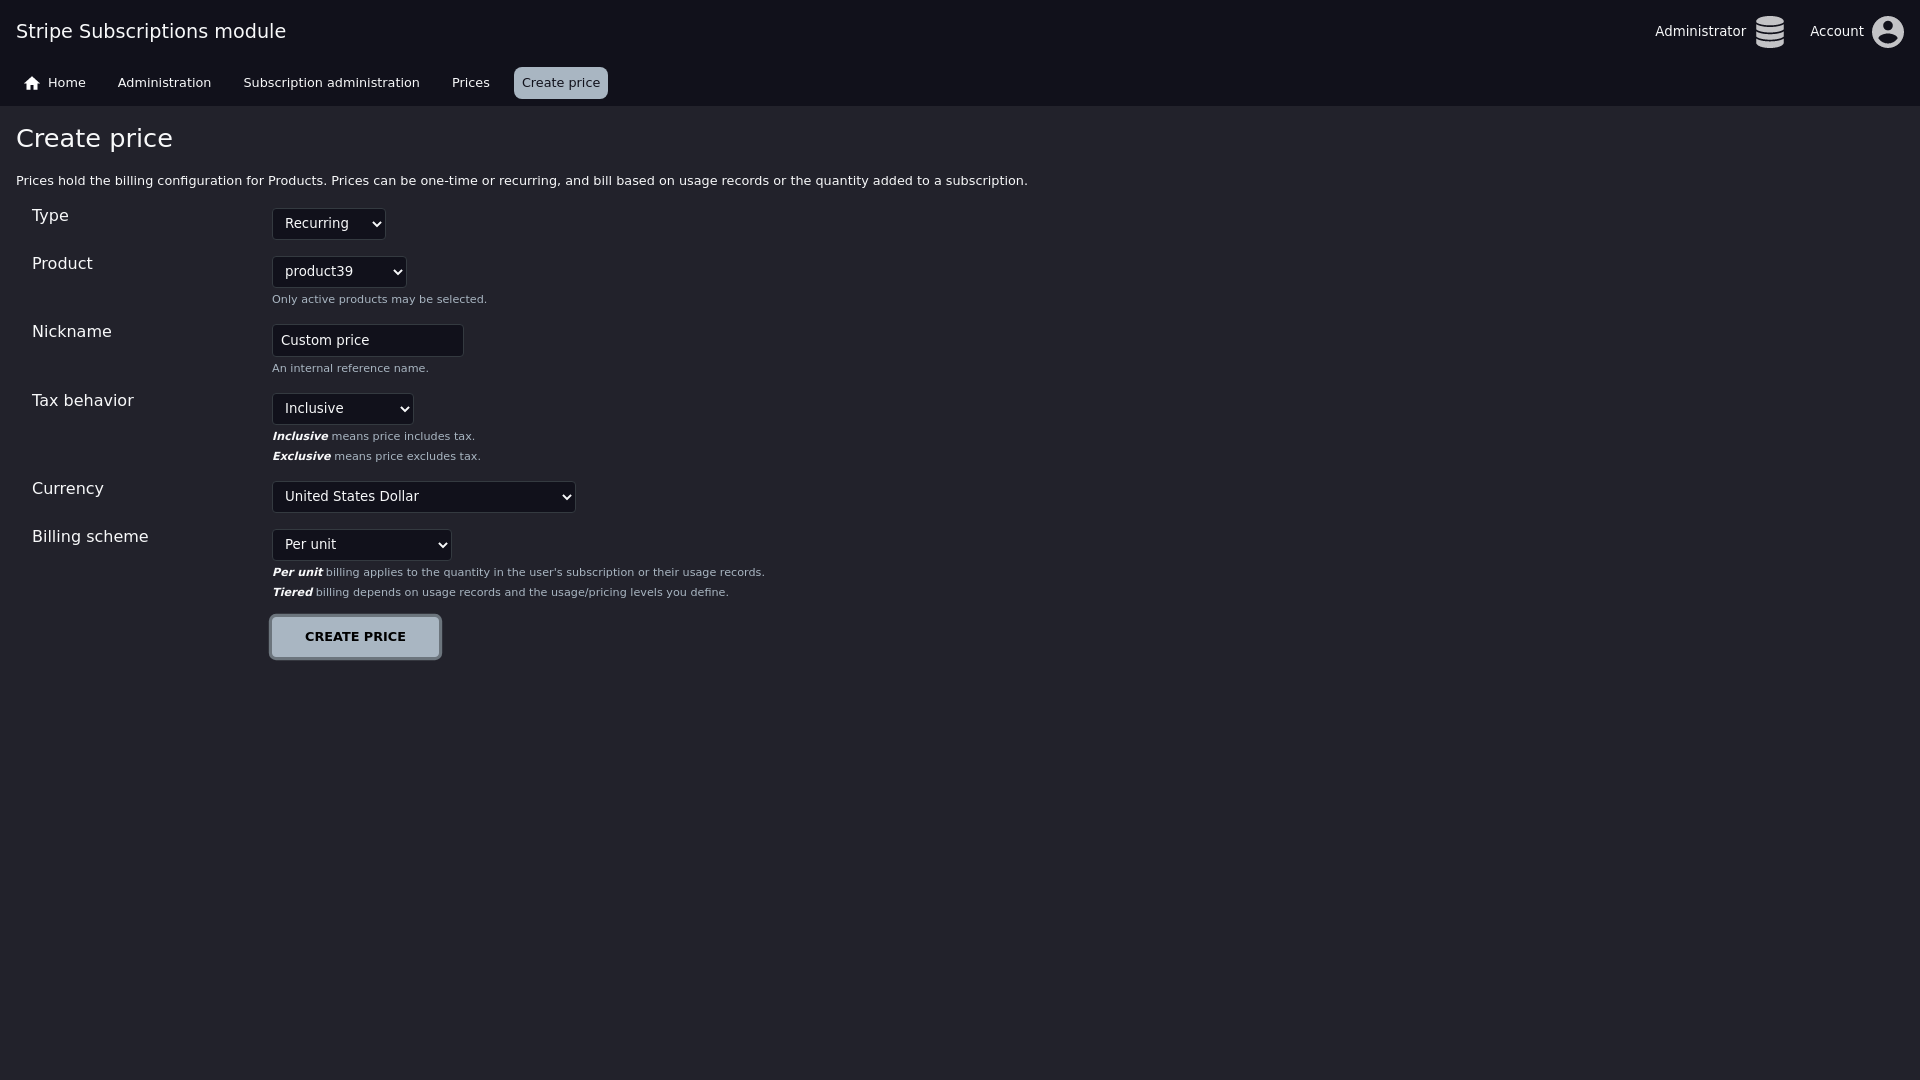 Stripe Subscriptions module
Administrator
Account
Home
Administration
Subscription administration
Prices
Create price
Create price
Prices hold the billing configuration for Products. Prices can be one-time or recurring, and bill based on usage records or the quantity added to a subscription.
Type
Recurring
Product
product39
Only active products may be selected.
Nickname
Custom price
An internal reference name.
Tax behavior
Inclusive
Inclusive means price includes tax.
Exclusive means price excludes tax.
Currency
United States Dollar
Billing scheme
Per unit
Per unit billing applies to the quantity in the user's subscription or their usage records.
Tiered billing depends on usage records and the usage/pricing levels you define.
CREATE PRICE